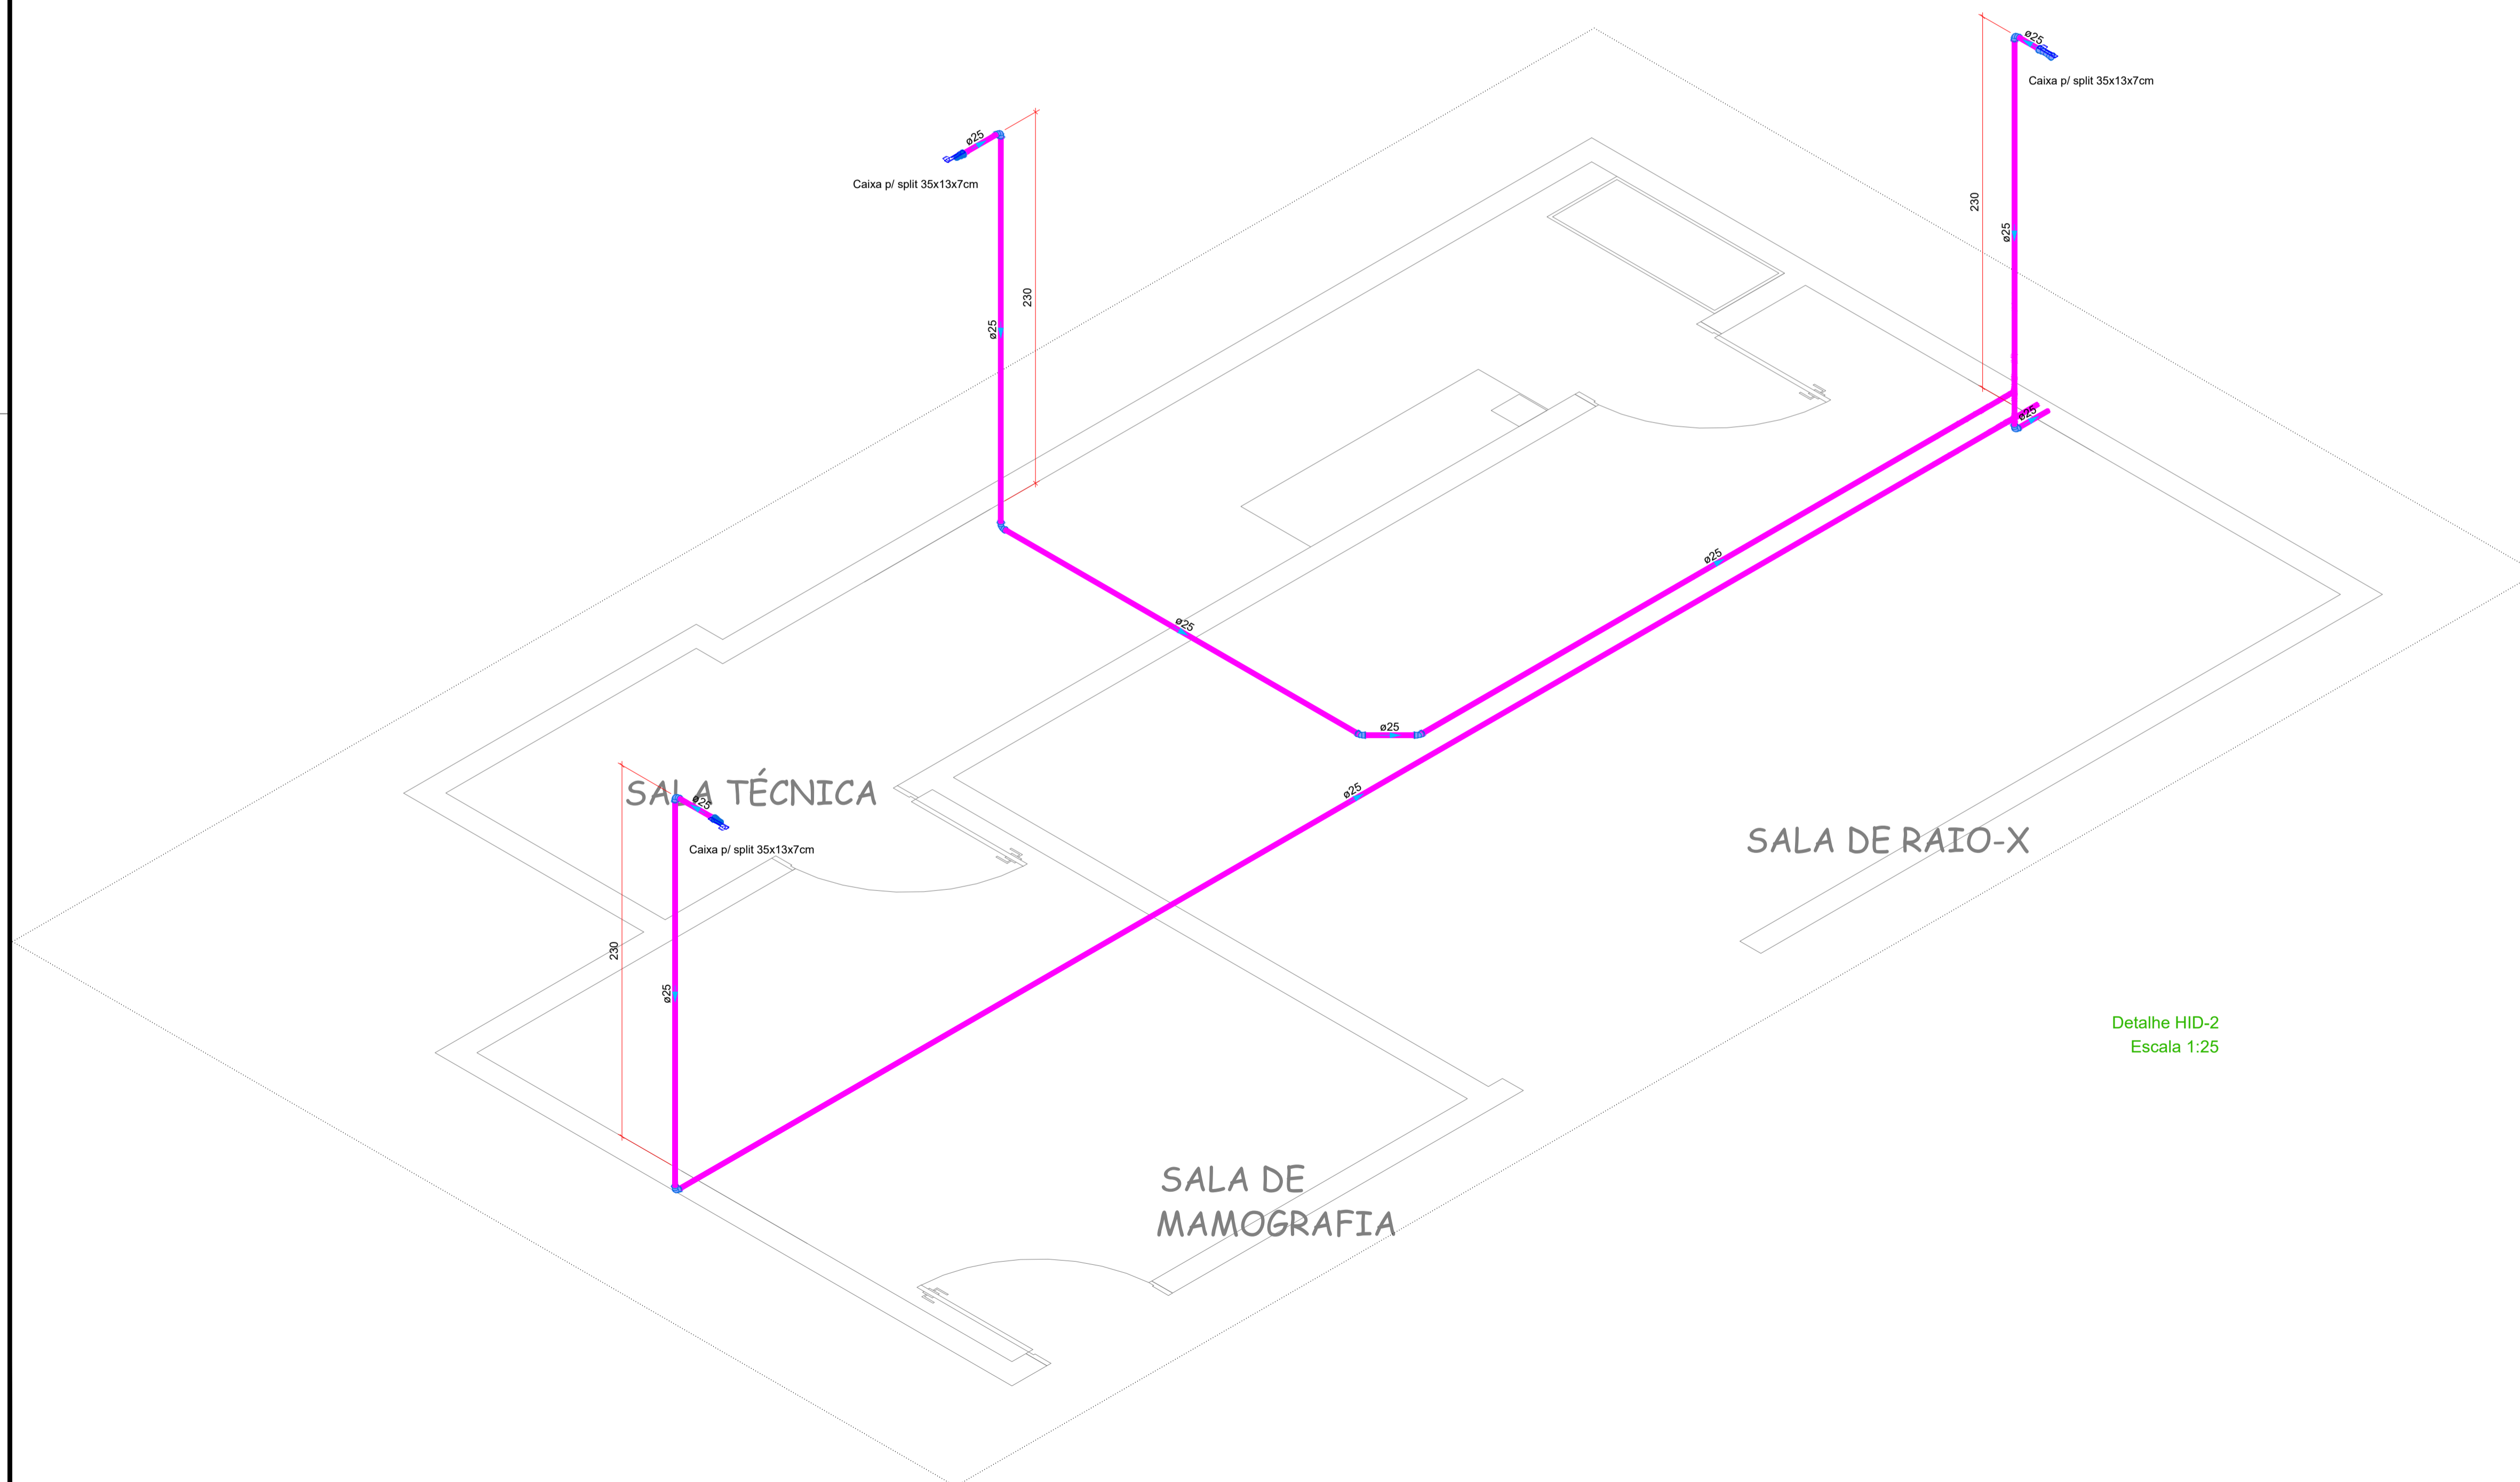 ø25
Caixa p/ split 35x13x7cm
ø25
Caixa p/ split 35x13x7cm
230
ø25
230
ø25
ø25
ø25
ø25
ø25
ø25
SALA TÉCNICA
ø25
Caixa p/ split 35x13x7cm
SALA DE RAIO-X
230
ø25
Detalhe HID-2
Escala 1:25
SALA DE
MAMOGRAFIA